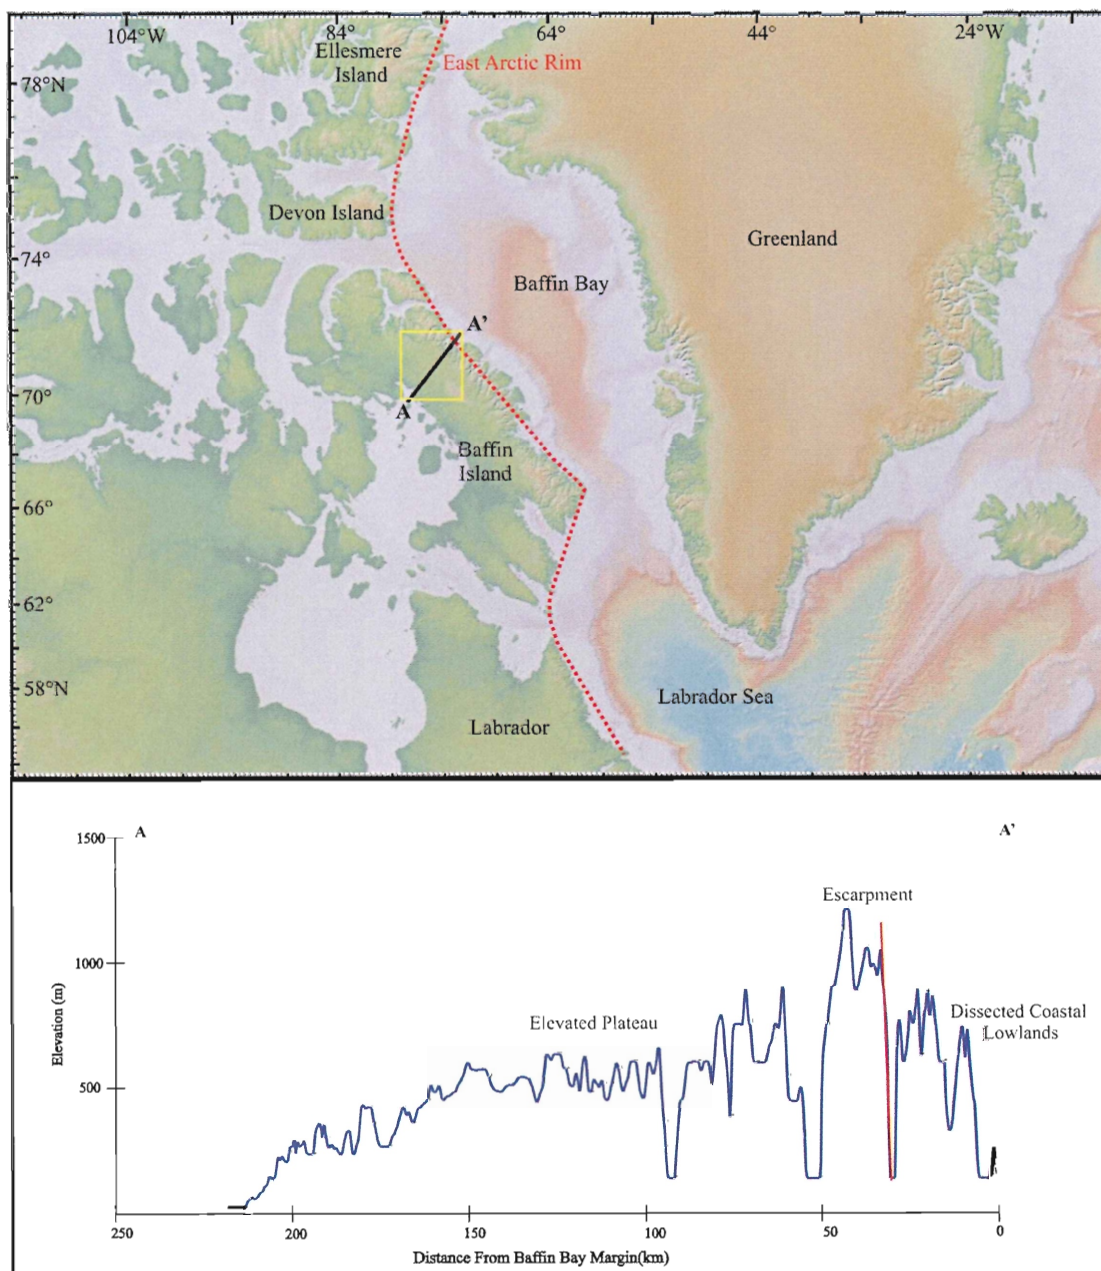 104°W 84° 64° 44° 24°W
Ellesmere
Island
East Arctic Rim
78°N
Devon Island
Greenland
74°
Baffin Bay
A'
70°
A
Baffin
Island
66°
62°
58°N
Labrador Sea
Labrador
1500
A
A'
Escarpment
1000
Dissected Coastal
Lowlands
Elevated Plateau
Elevation (m)
500
250 200 150 100 50 0
Distance From Baffin Bay Margin(km)